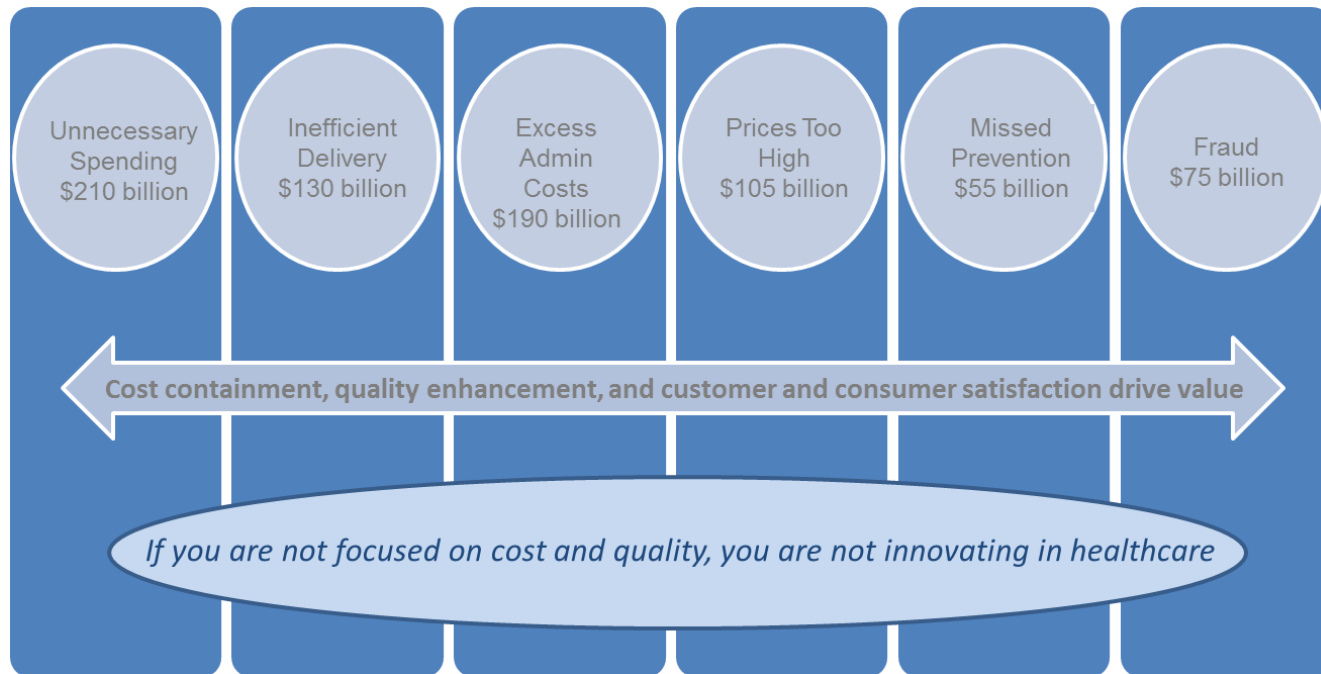 Unnecessary
Spending
$210 billion
Inefficient
Delivery
$130 billion
Excess
Admin
Costs
$190 billion
Prices Too
High
$105 billion
Missed
Prevention
$55 billion
Fraud
$75 billion
Cost containment, quality enhancement, and customer and consumer satisfaction drive value
If you are not focused on cost and quality, you are not innovating in healthcare